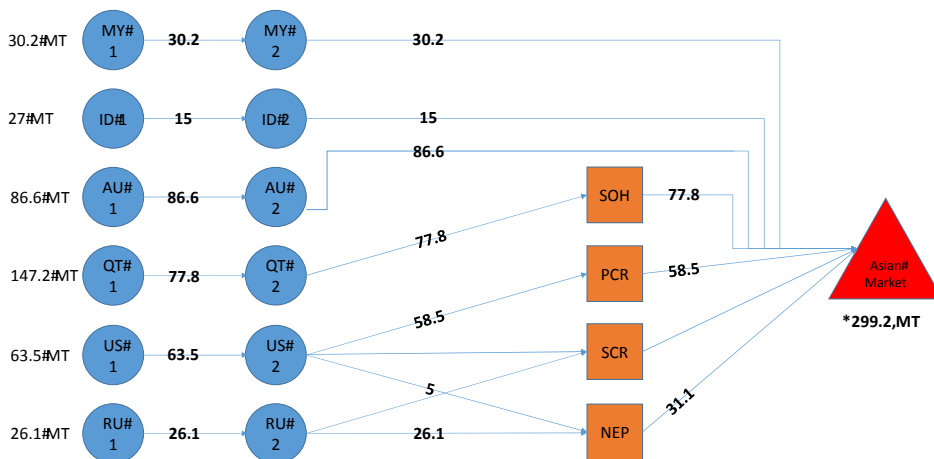 30.2#MT
MY#
1
30.2
MY#
2
30.2
27#MT
ID#1
15
ID#2
15
86.6
86.6#MT
AU#
1
86.6
AU#
2
SOH
77.8
77.8
147.2#MT
QT#
1
77.8
QT#
2
PCR
58.5
Asian#
Market
58.5
*299.2,MT
63.5#MT
US#
1
63.5
US#
2
SCR
5
31.1
26.1#MT
RU#
1
26.1
RU#
2
26.1
NEP